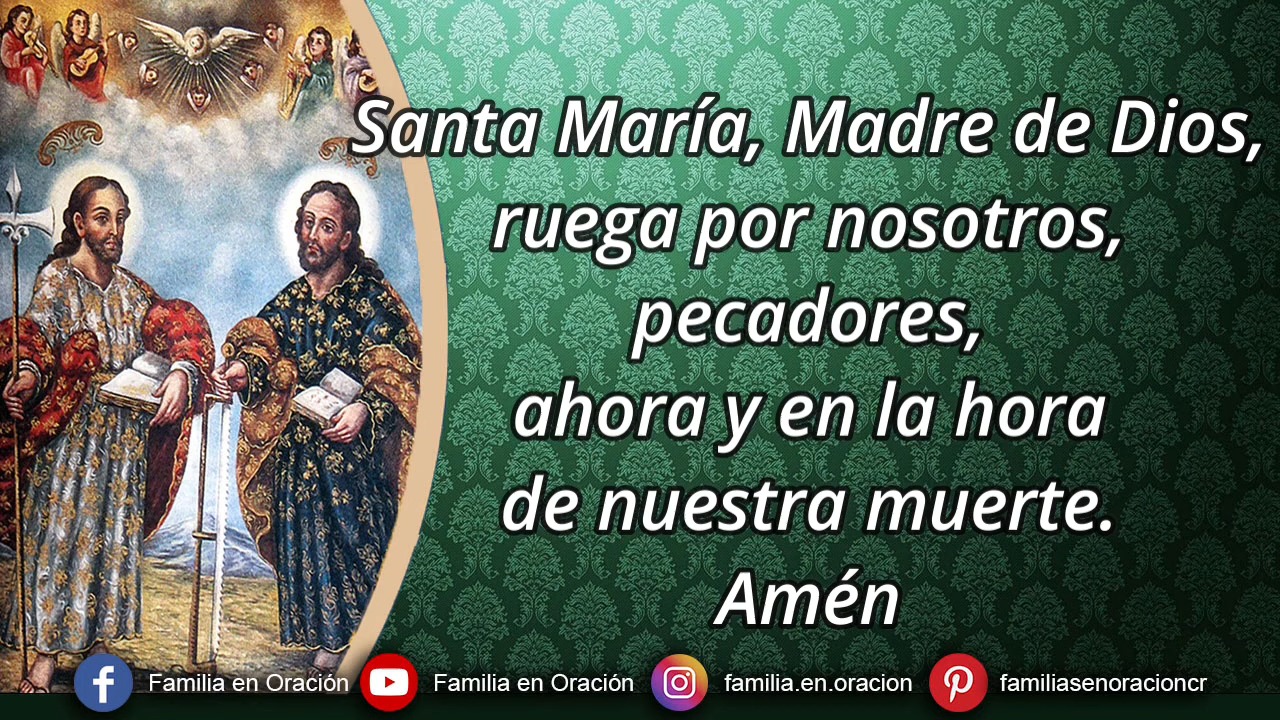 Santa María, Madre de Dios,
ruega por nosotros,
pecadores,
ahora y en la hora
de nuestra muerte.
Amén
Familia en Oración
Familia en Oración
familia.en.oracion
familiasenoracioncr